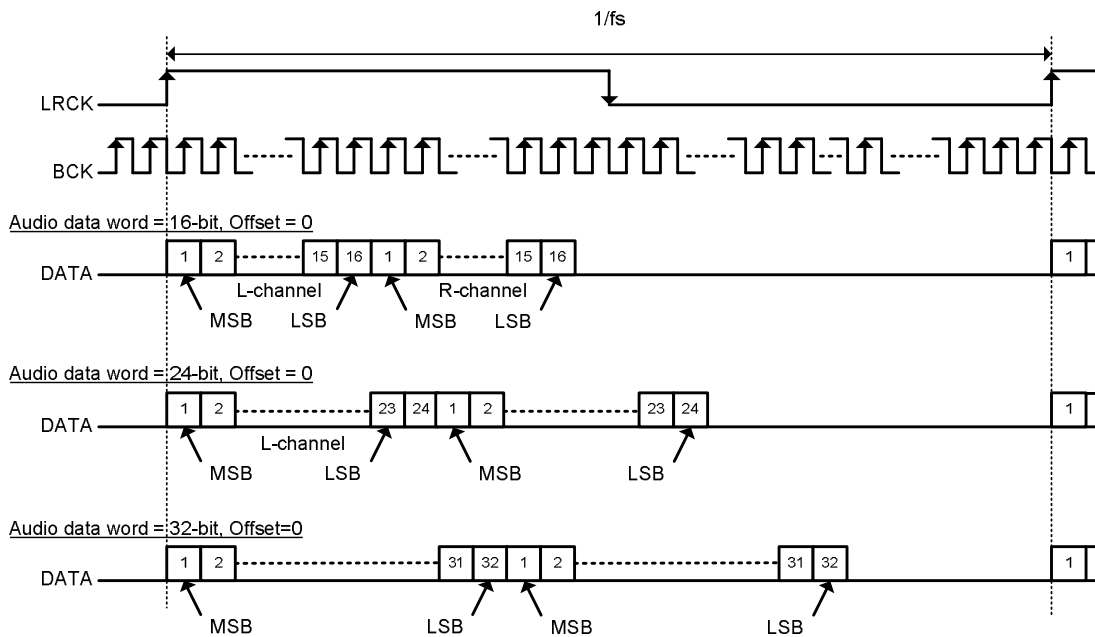 1/fs
LRCK
BCK
Audio data word = 16-bit, Offset = 0
DATA 1 2 15 16 1 2 15 16 1
L-channel R-channel
MSB LSB MSB LSB
Audio data word = 24-bit, Offset = 0
DATA 1 2 23 24 1 2 23 24 1
L-channel
MSB LSB MSB LSB
Audio data word = 32-bit, Offset=0
DATA 1 2 31 32 1 2 31 32 1
MSB LSB MSB LSB